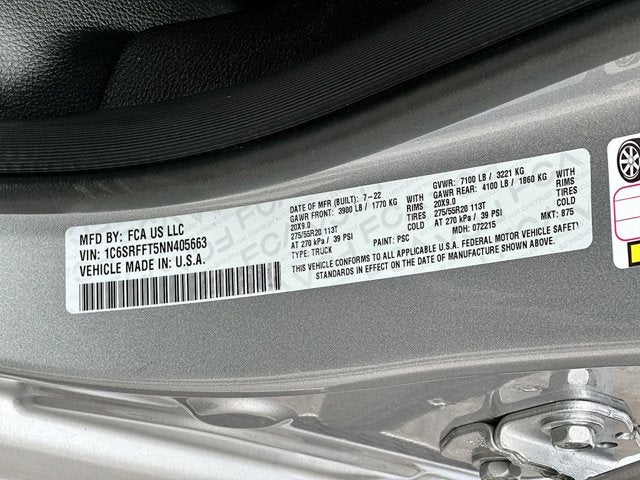 MFD BY: FCA US LLC
VIN: 1C6SRFFT5NN405663
VEHICLE MADE IN: U.S.A.
DATE OF MFR (BUILT): 7-22
GAWR FRONT: 3900 LB / 1770 KG WITH
20X9.0 RIMS
275/55R20 113T TIRES
AT 270 kPa / 39 PSI COLD
TYPE: TRUCK PAINT: PSC
GVWR: 7100 LB / 3221 KG
GAWR REAR: 4100 LB / 1860 KG WITH
20X9.0 RIMS
275/55R20 113T TIRES
AT 270 kPa / 39 PSI COLD
MDH: 072215 MKT: 875
THIS VEHICLE CONFORMS TO ALL APPLICABLE U.S.A. FEDERAL MOTOR VEHICLE SAFETY
STANDARDS IN EFFECT ON THE DATE OF MANUFACTURE SHOWN ABOVE.